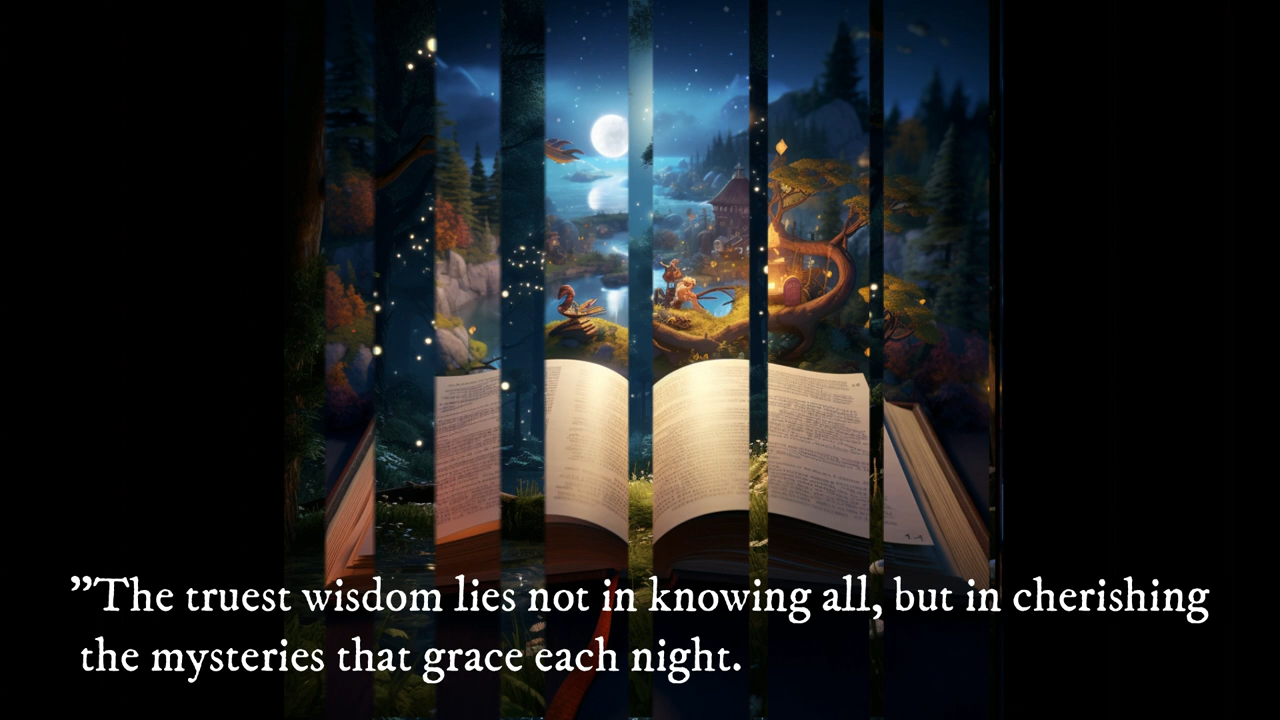 ”The truest wisdom lies not in knowing all, but in cherishing
the mysteries that grace each night.